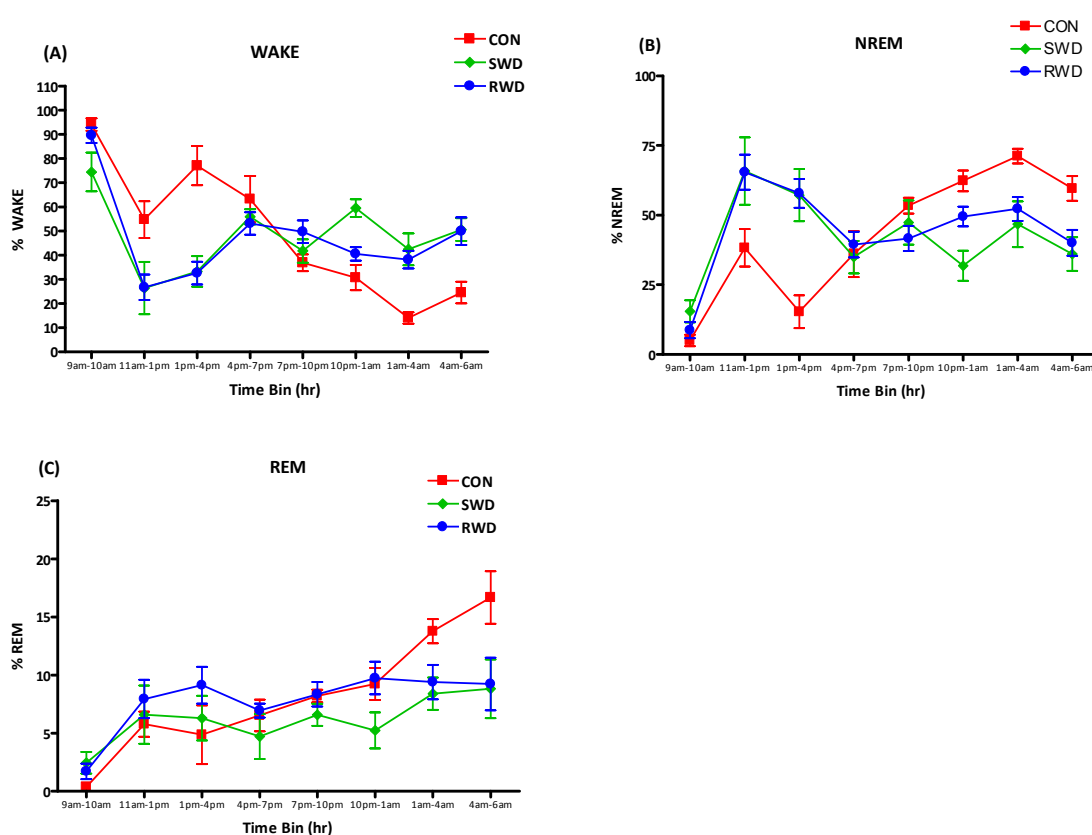 (A)
WAKE
CON
SWD
RWD
110
100
90
80
70
60
50
40
30
20
10
0
% WAKE
9am-10am 11am-1pm 1pm-4pm 4pm-7pm 7pm-10pm 10pm-1am 1am-4am 4am-6am
Time Bin (hr)
(B)
NREM
CON
SWD
RWD
100
75
50
25
0
% NREM
9am-10am 11am-1pm 1pm-4pm 4pm-7pm 7pm-10pm 10pm-1am 1am-4am 4am-6am
Time Bin (hr)
(C)
REM
CON
SWD
RWD
25
20
15
10
5
0
% REM
9am-10am 11am-1pm 1pm-4pm 4pm-7pm 7pm-10pm 10pm-1am 1am-4am 4am-6am
Time Bin (hr)